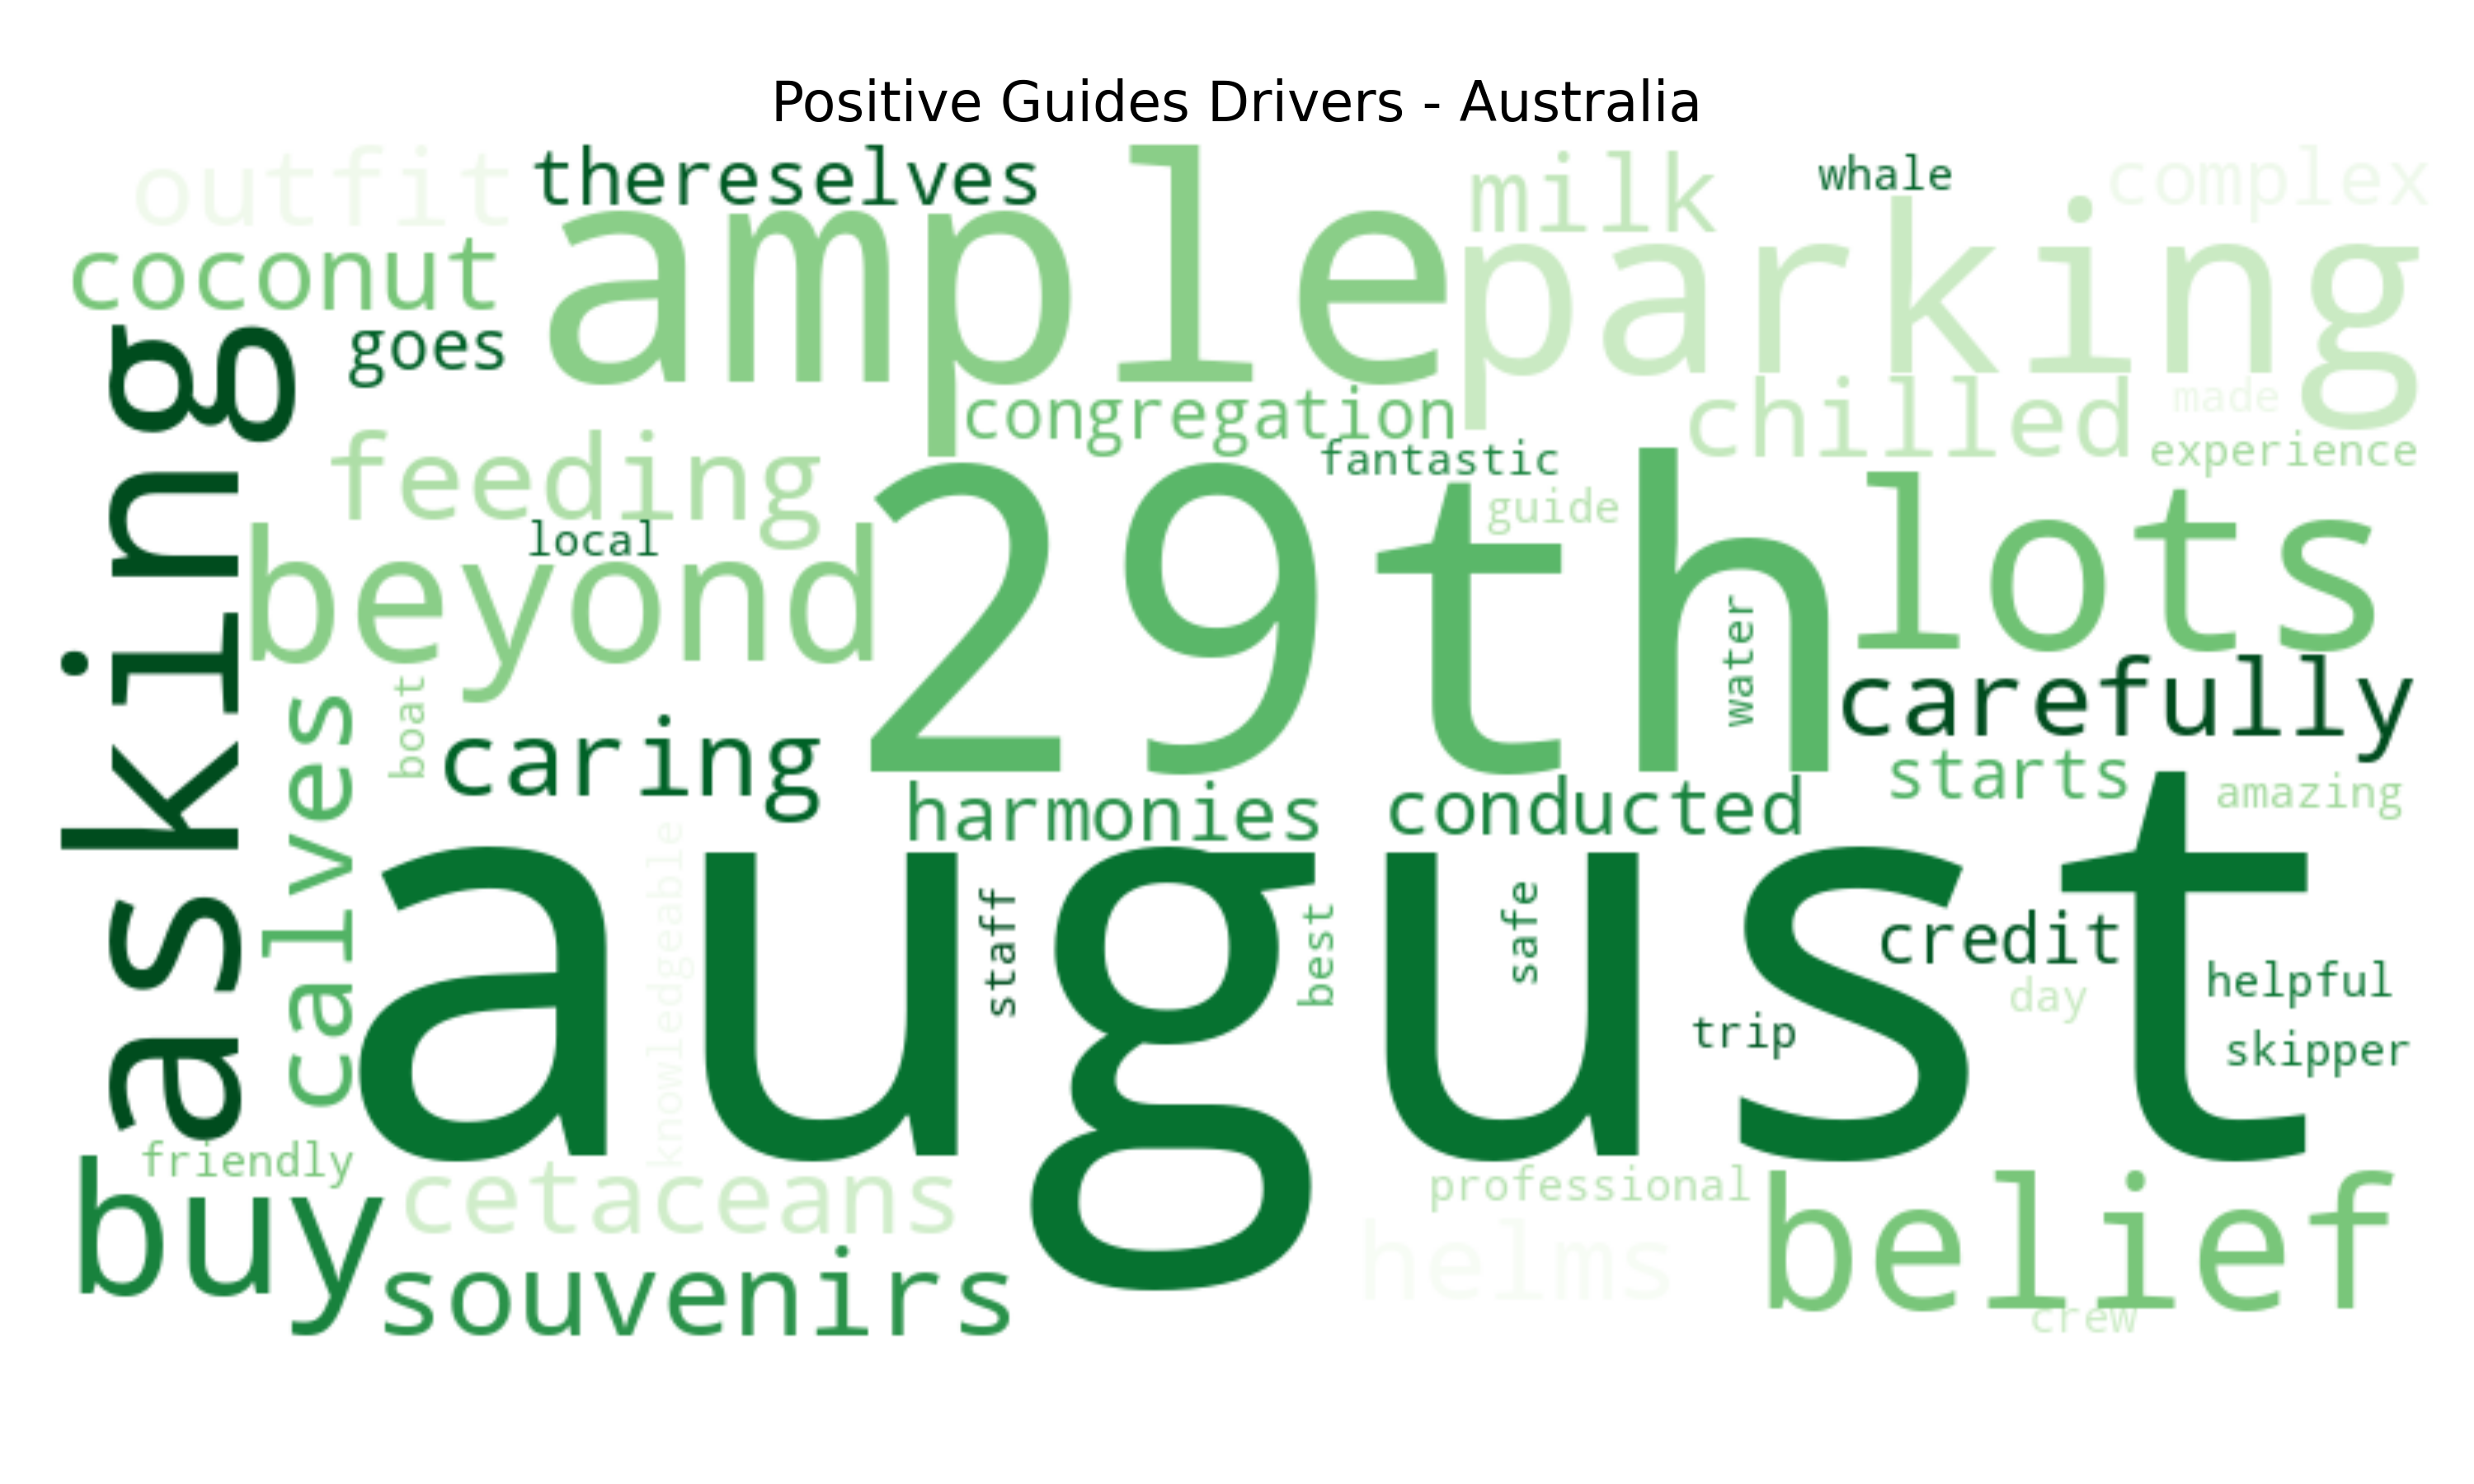 Positive Guides Drivers - Australia
outfit
thereselves
ample
milk
whale
complex
coconut
parking
goes
asking
congregation
chilled
made
feeding
fantastic
experience
guide
local
beyond
29th
lots
water
boat
calves
caring
carefully
starts
harmonies
conducted
amazing
knowledgeable
august
staff
best
safe
credit
day
helpful
trip
skipper
friendly
buy
cetaceans
professional
belief
souvenirs
helms
crew